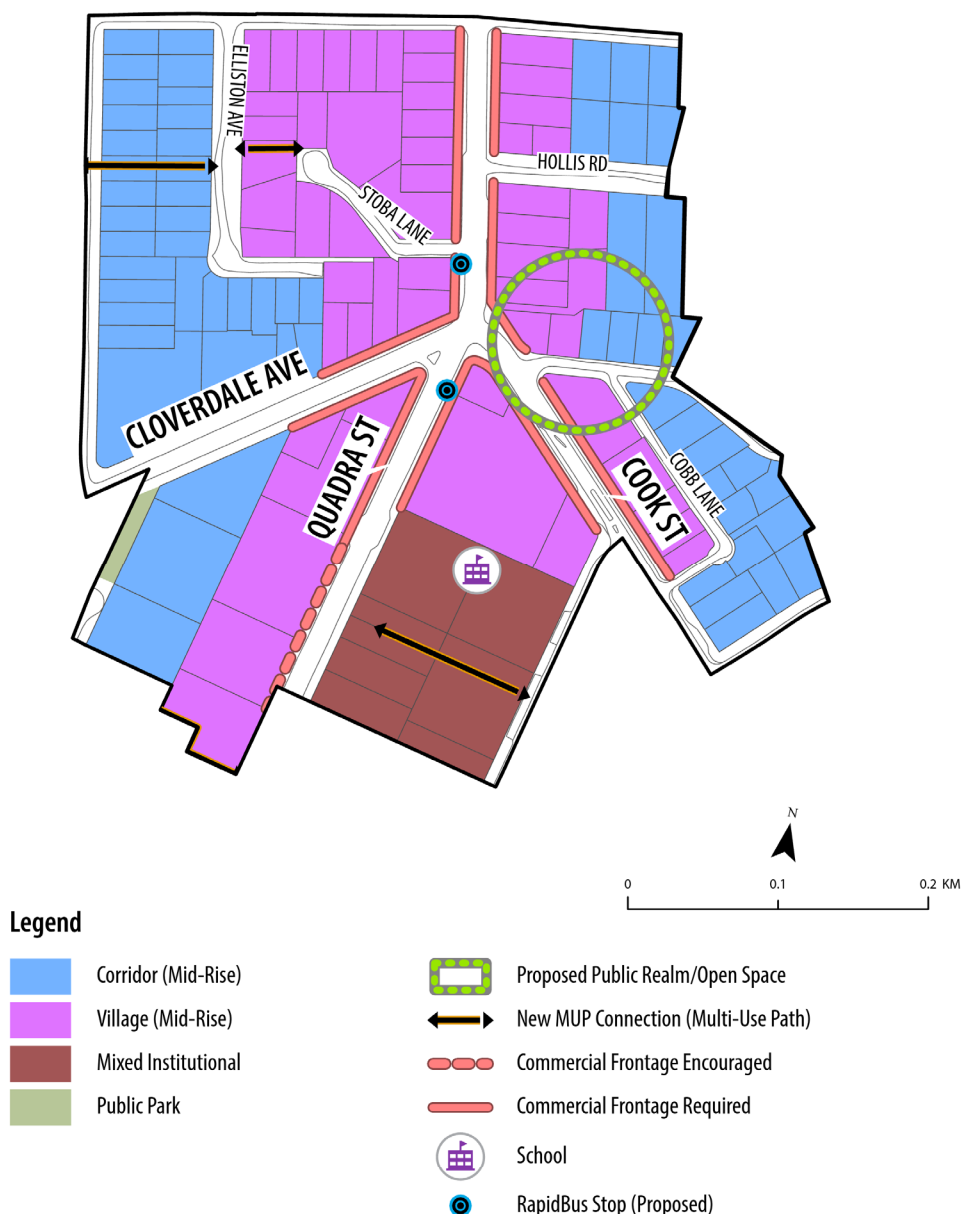 ELLISTON AVE
HOLLIS RD
STOBA LANE
CLOVERDALE AVE
QUADRA ST
COOK ST
COBB LANE
N
0 0.1 0.2 KM
Legend
Corridor (Mid-Rise)
Village (Mid-Rise)
Mixed Institutional
Public Park
Proposed Public Realm/Open Space
New MUP Connection (Multi-Use Path)
Commercial Frontage Encouraged
Commercial Frontage Required
School
RapidBus Stop (Proposed)